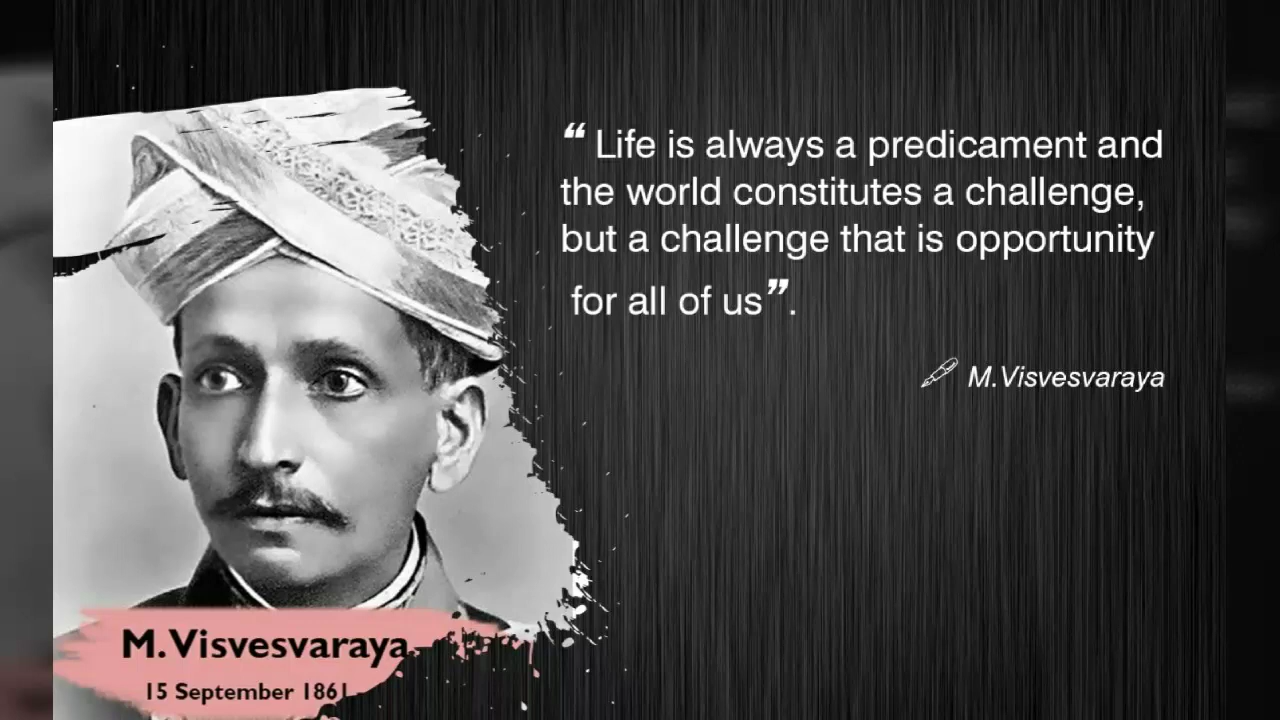 ❝ Life is always a predicament and
the world constitutes a challenge,
but a challenge that is opportunity
for all of us❞.
M.Visvesvaraya
M.Visvesvaraya
15 September 1861